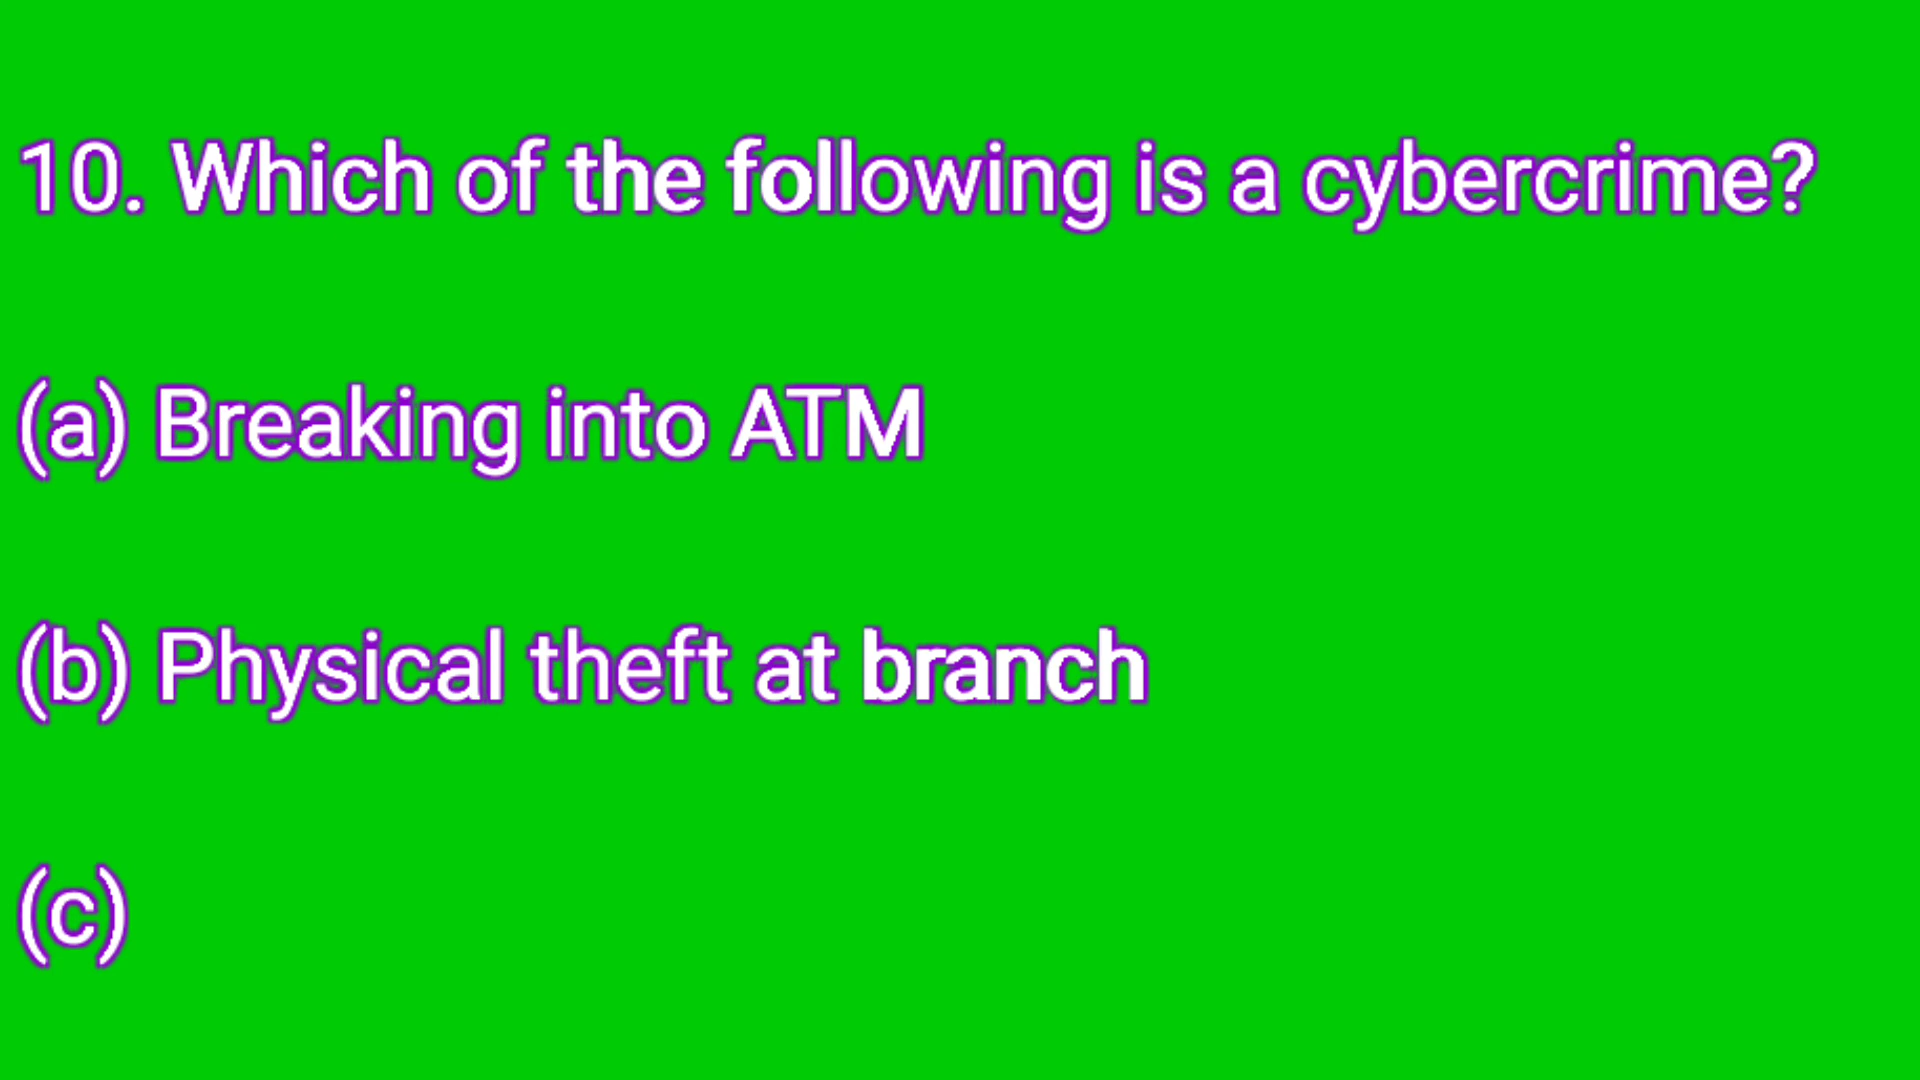 10. Which of the following is a cybercrime?
(a) Breaking into ATM
(b) Physical theft at branch
(c)